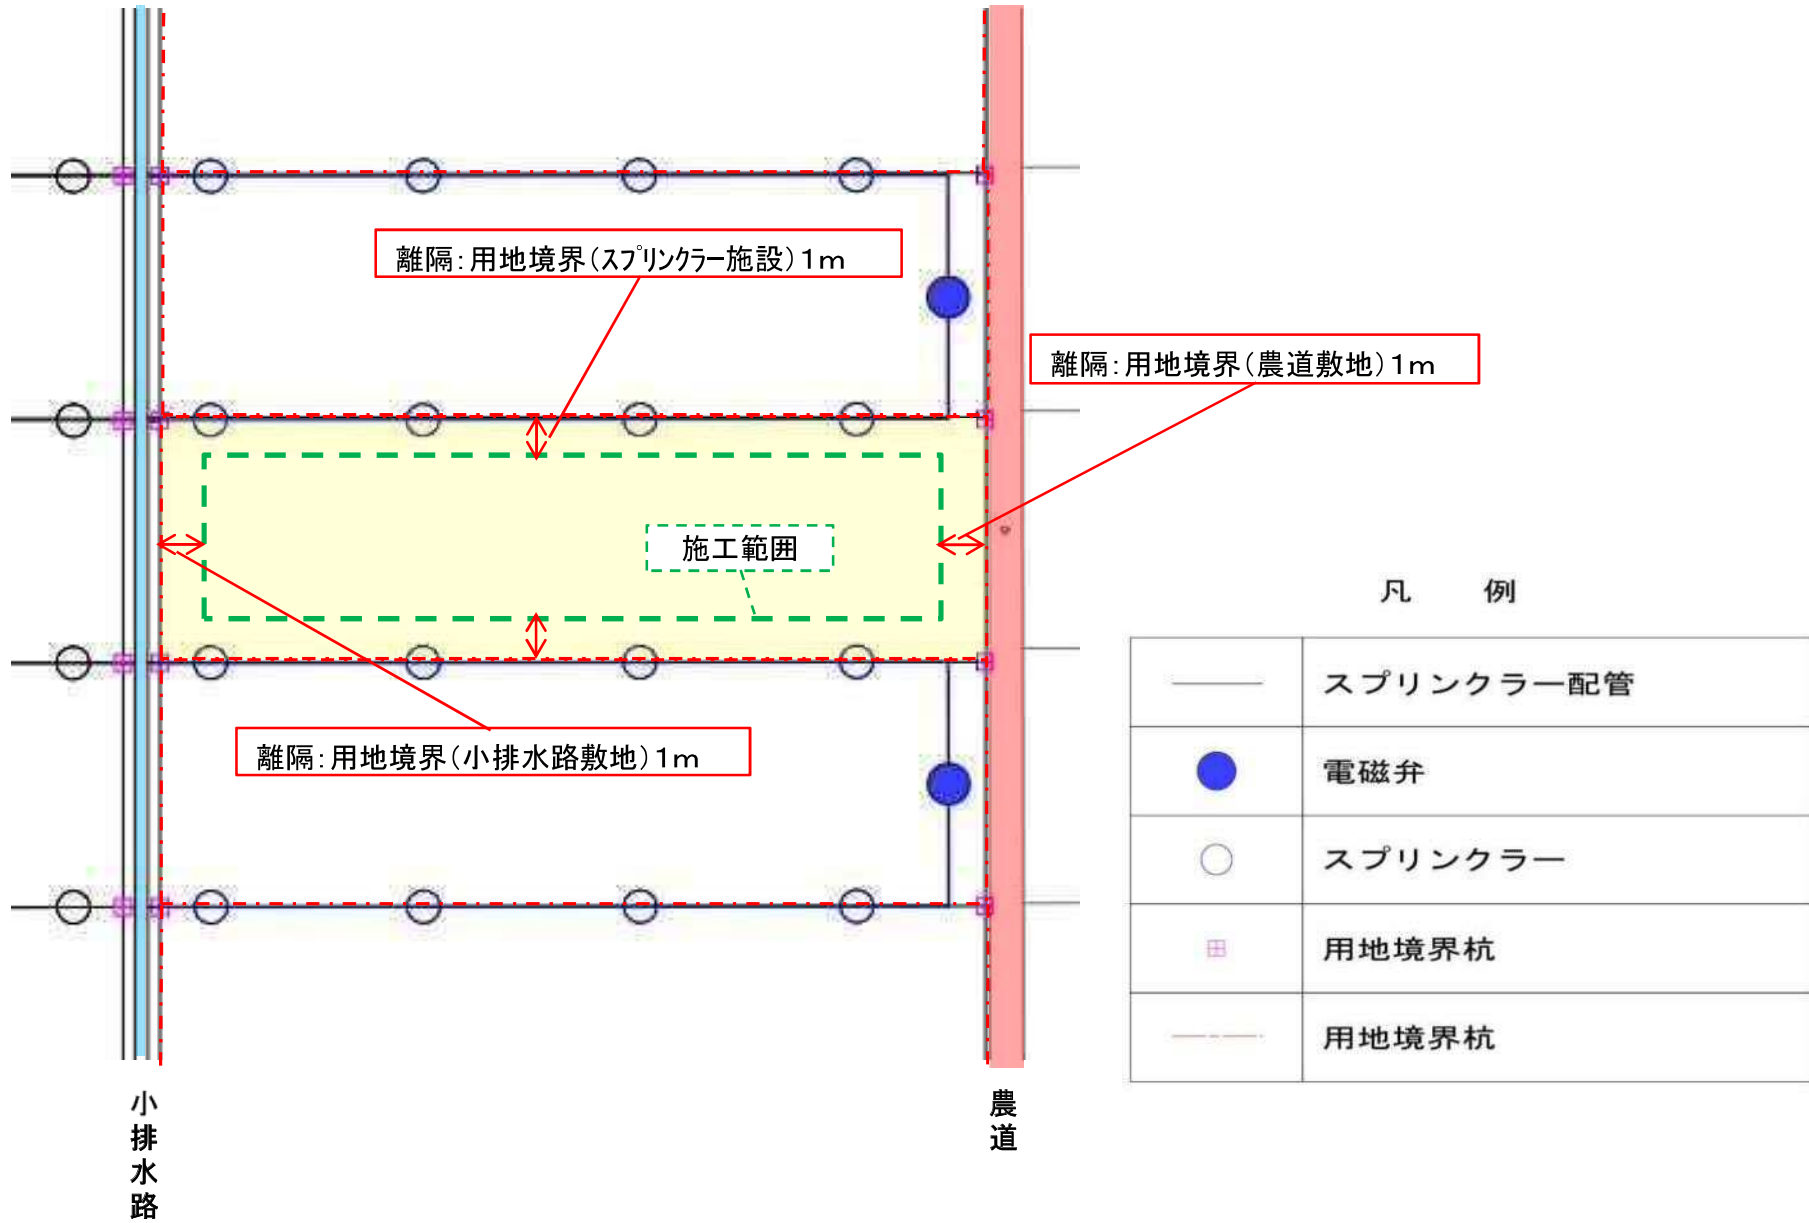 離隔：用地境界（スプリンクラー施設）1m
離隔：用地境界（農道敷地）1m
施工範囲
離隔：用地境界（小排水路敷地）1m
小排水路
農道
凡　例
スプリンクラー配管
電磁弁
スプリンクラー
用地境界杭
用地境界杭